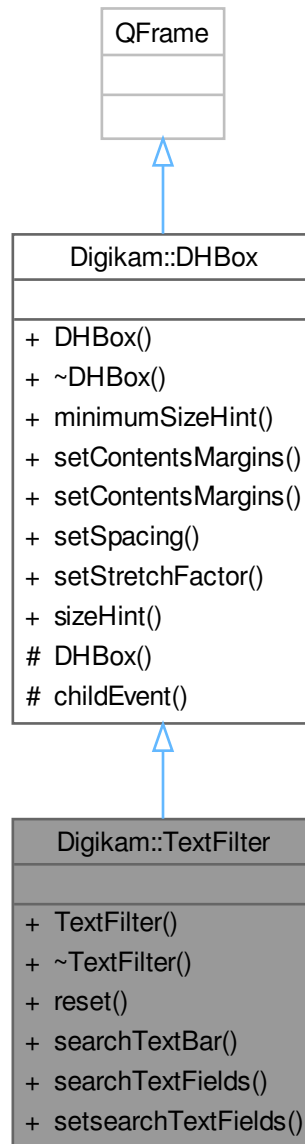 QFrame
Digikam::DHBox
+ DHBox()
+ ~DHBox()
+ minimumSizeHint()
+ setContentsMargins()
+ setContentsMargins()
+ setSpacing()
+ setStretchFactor()
+ sizeHint()
# DHBox()
# childEvent()
Digikam::TextFilter
+ TextFilter()
+ ~TextFilter()
+ reset()
+ searchTextBar()
+ searchTextFields()
+ setsearchTextFields()